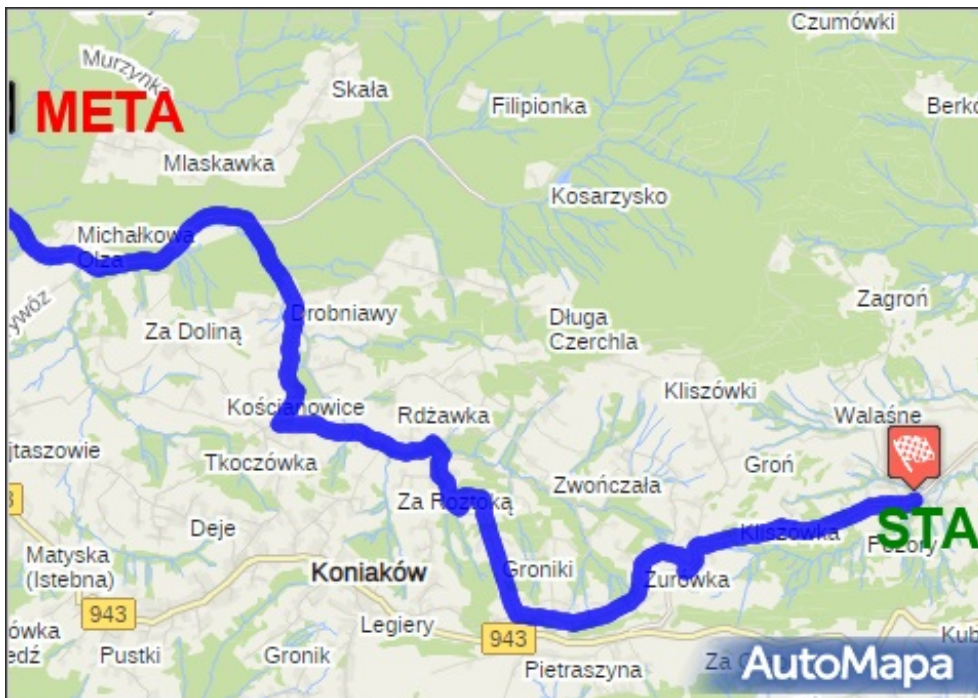 Czumówki
Murzynka
Skała
Filipionka
META
Mlaskawka
Kosarzysko
Michałkowa
Olza
Zagroń
Drobniawy
Za Doliną
Długa
Czerchla
Kliszówki
Kościanowice
Rdżawka
Walaśne
Tkoczówka
Groń
Zwończała
Za Roztoką
Deje
STA
Kliszówka
Pozory
Matyska
(Istebna)
Koniaków
Groniki
Żurówka
943
Legiery
943
Pustki
Gronik
Pietraszyna
AutoMapa